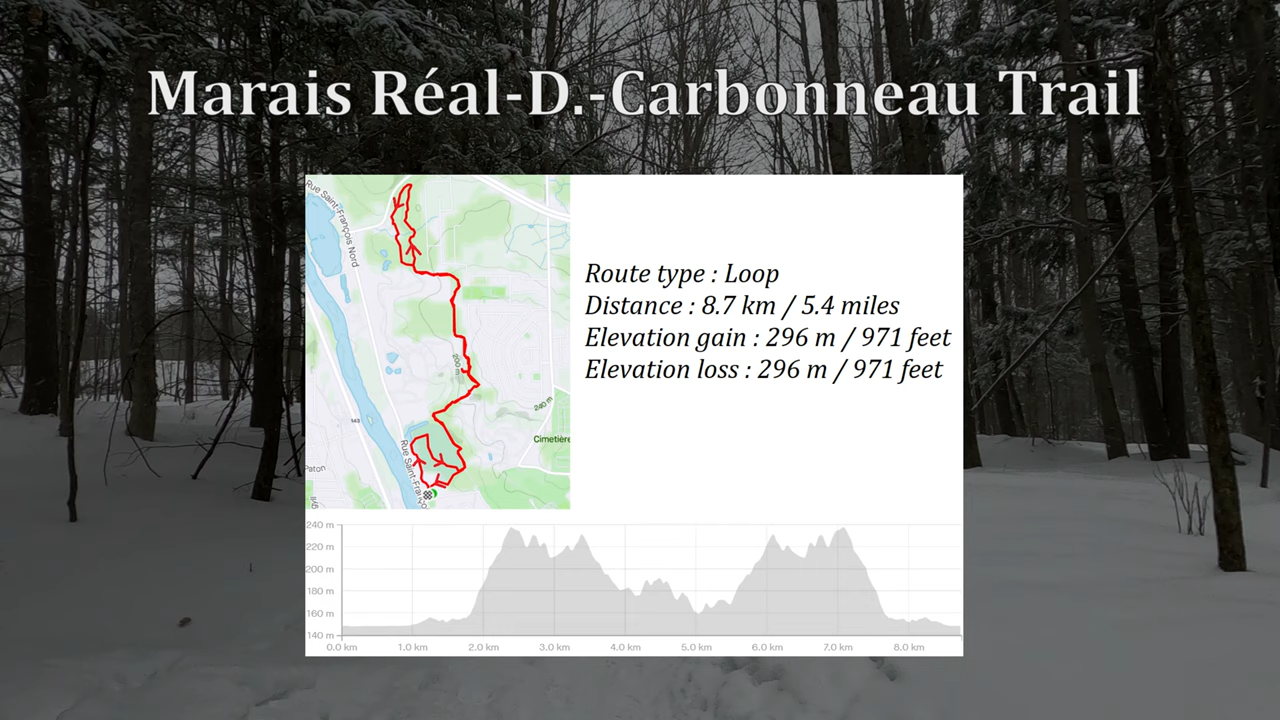 Marais Réal-D.-Carbonneau Trail
Rue Saint-François Nord
200 m
240 m
143
Cimetière
Paton
Rue Saint-François
Route type : Loop
Distance : 8.7 km / 5.4 miles
Elevation gain : 296 m / 971 feet
Elevation loss : 296 m / 971 feet
240 m
220 m
200 m
180 m
160 m
140 m
0.0 km 1.0 km 2.0 km 3.0 km 4.0 km 5.0 km 6.0 km 7.0 km 8.0 km